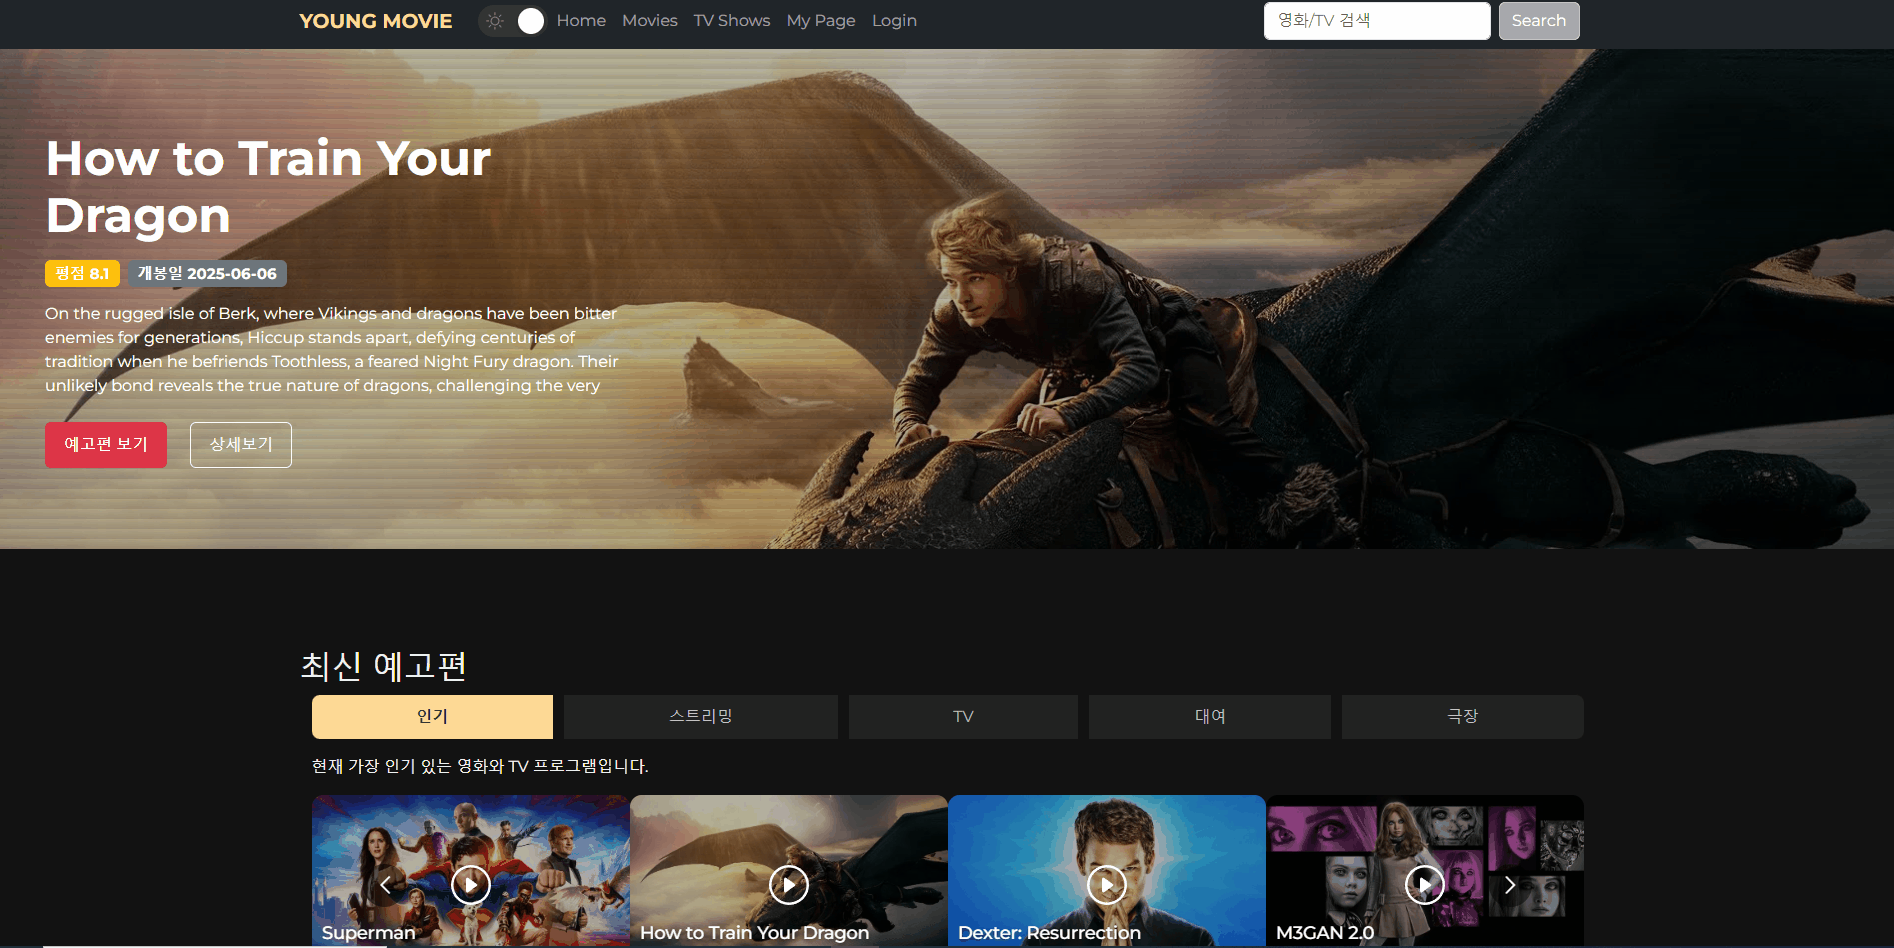 YOUNG MOVIE
Home Movies TV Shows My Page Login
영화/TV 검색
Search
How to Train Your
Dragon
평점 8.1 개봉일 2025-06-06
On the rugged isle of Berk, where Vikings and dragons have been bitter
enemies for generations, Hiccup stands apart, defying centuries of
tradition when he befriends Toothless, a feared Night Fury dragon. Their
unlikely bond reveals the true nature of dragons, challenging the very
예고편 보기 상세보기
최신 예고편
인기 스트리밍 TV 대여 극장
현재 가장 인기 있는 영화와 TV 프로그램입니다.
Superman How to Train Your Dragon Dexter: Resurrection M3GAN 2.0